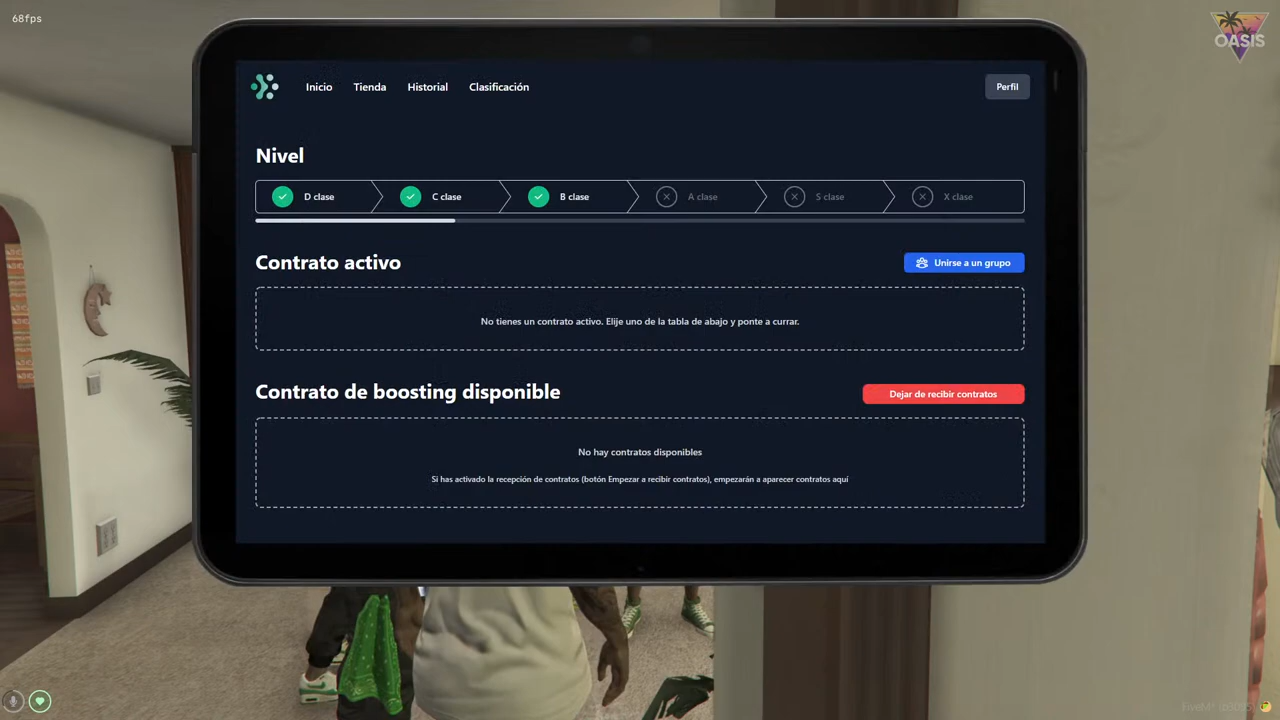 68fps
OASIS
Inicio
Tienda
Historial
Clasificación
Perfil
Nivel
D clase
C clase
B clase
A clase
S clase
X clase
Contrato activo
Unirse a un grupo
No tienes un contrato activo. Elije uno de la tabla de abajo y ponte a currar.
Contrato de boosting disponible
Dejar de recibir contratos
No hay contratos disponibles
Si has activado la recepción de contratos (botón Empezar a recibir contratos), empezarán a aparecer contratos aquí